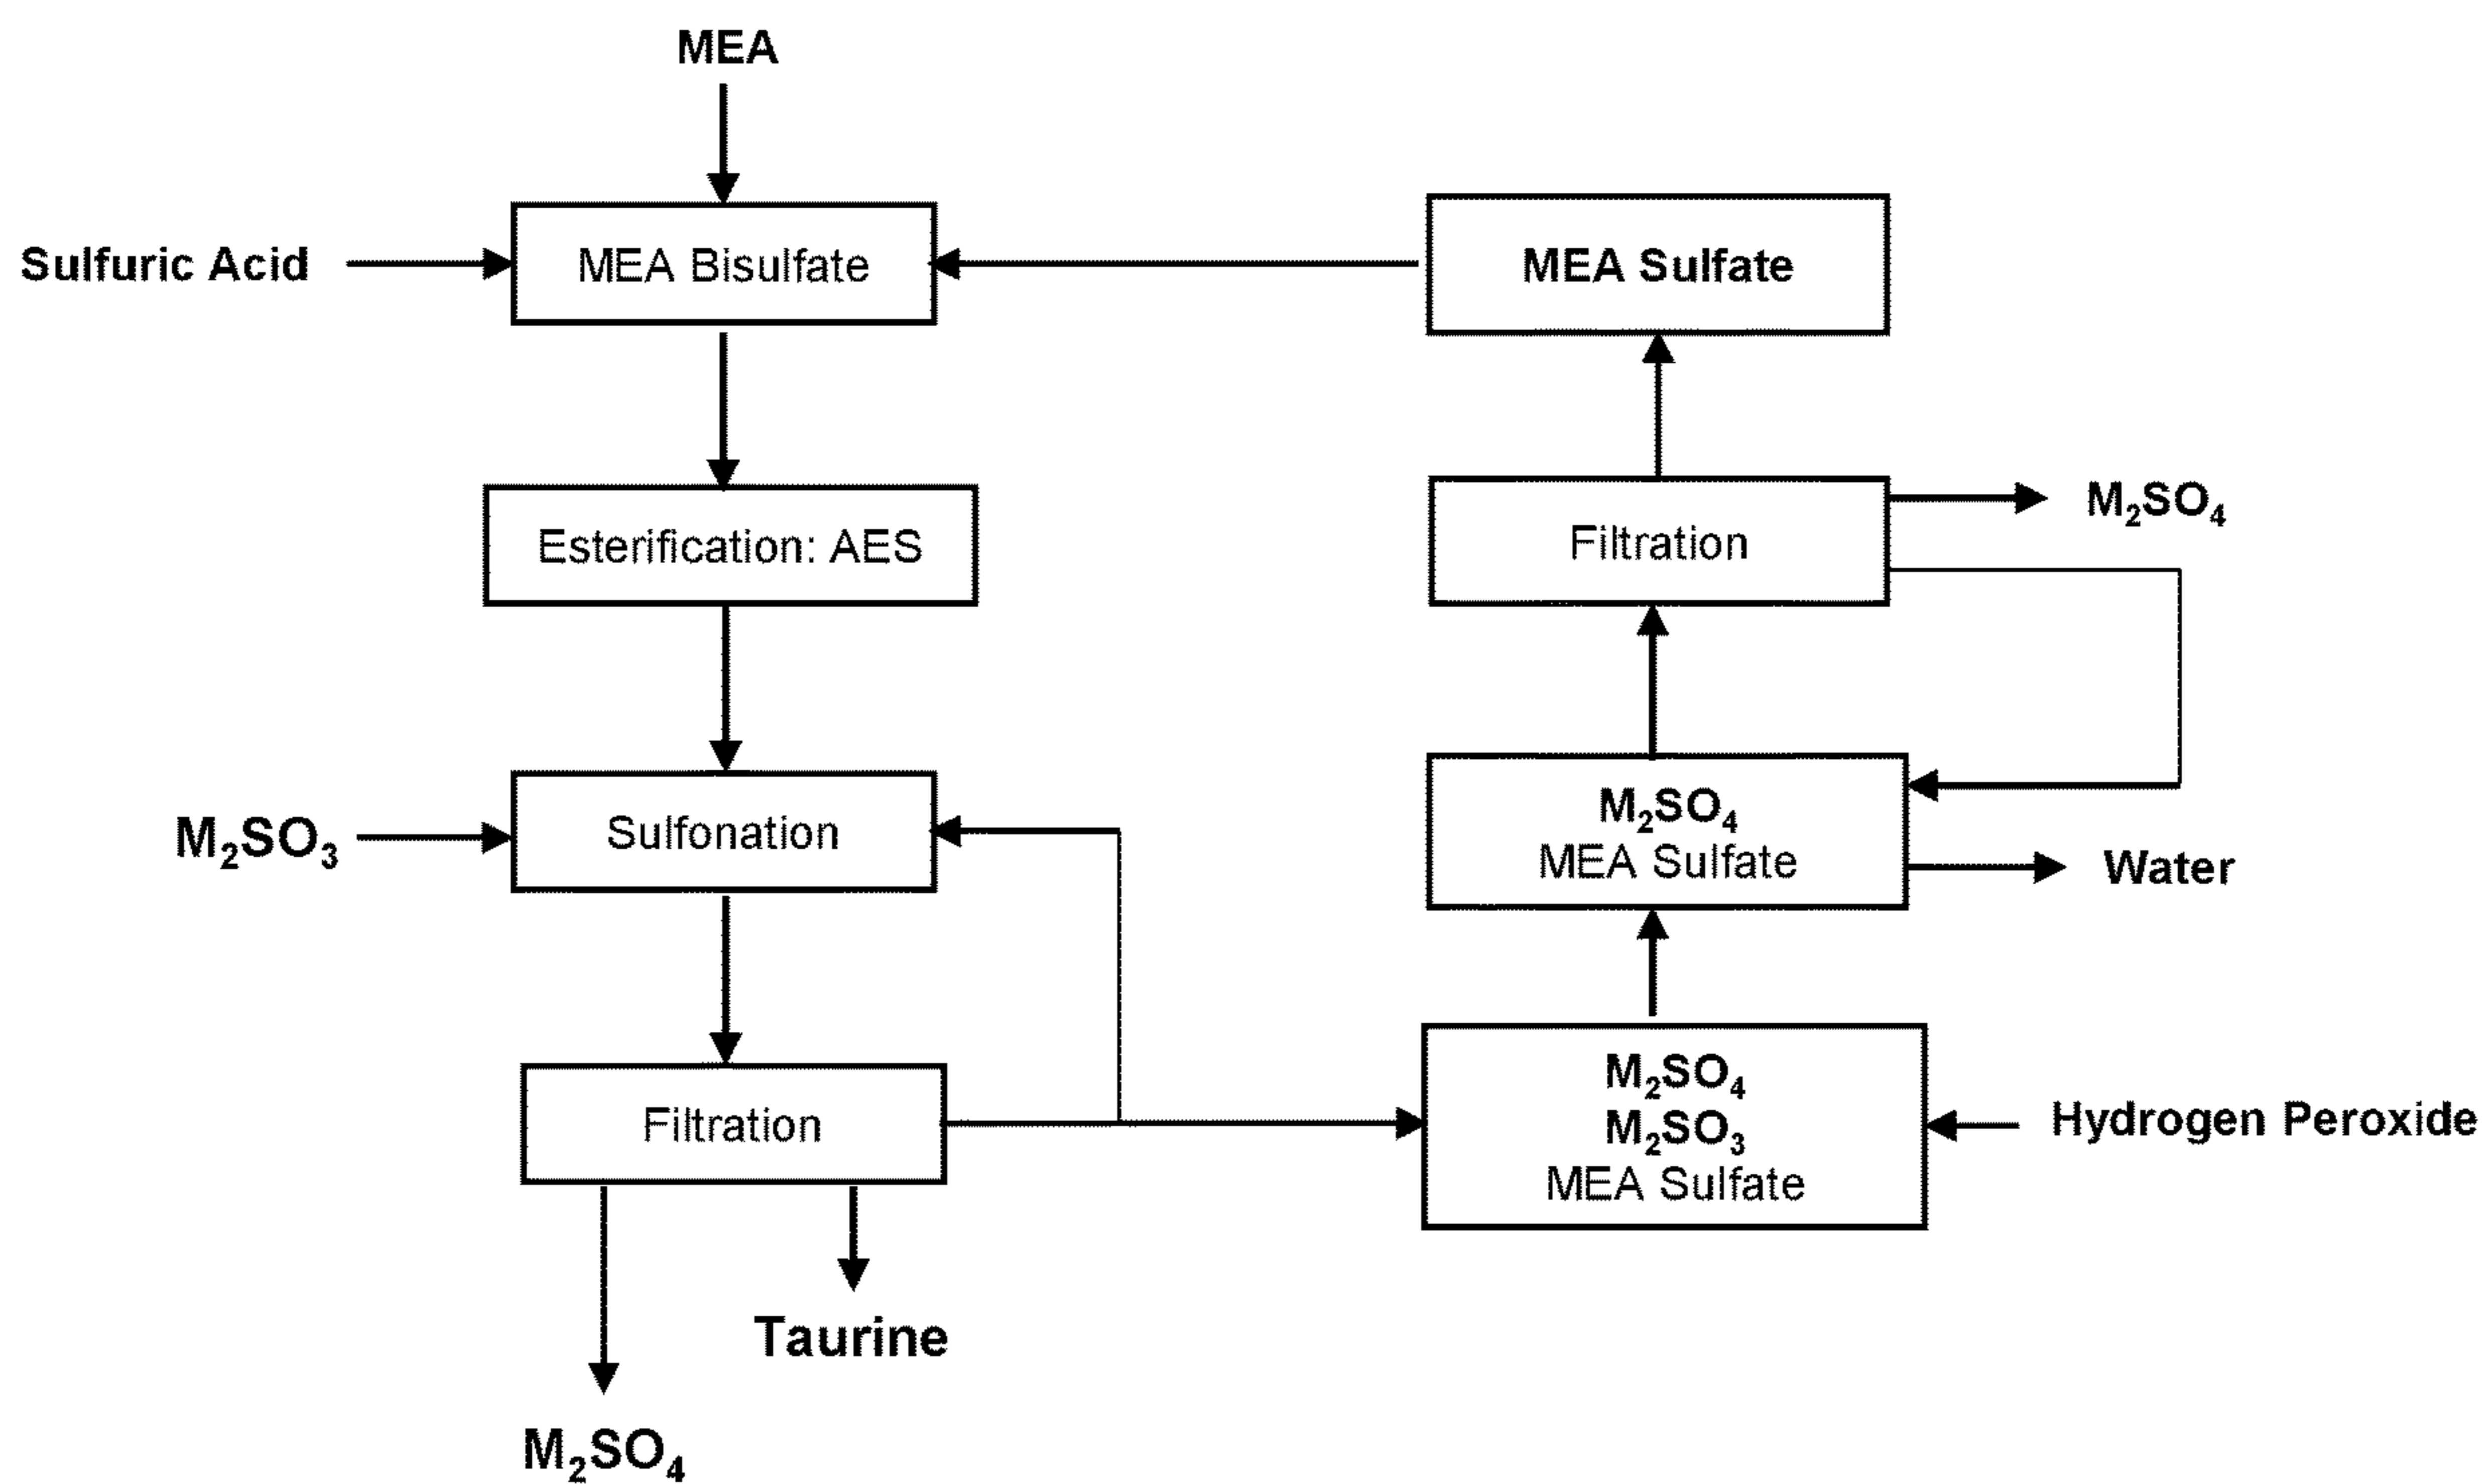 MEA
Sulfuric Acid
MEA Bisulfate
MEA Sulfate
Esterification: AES
Filtration
M₂SO₄
M₂SO₃
Sulfonation
M₂SO₄
MEA Sulfate
Water
Filtration
M₂SO₄
M₂SO₃
MEA Sulfate
Hydrogen Peroxide
Taurine
M₂SO₄